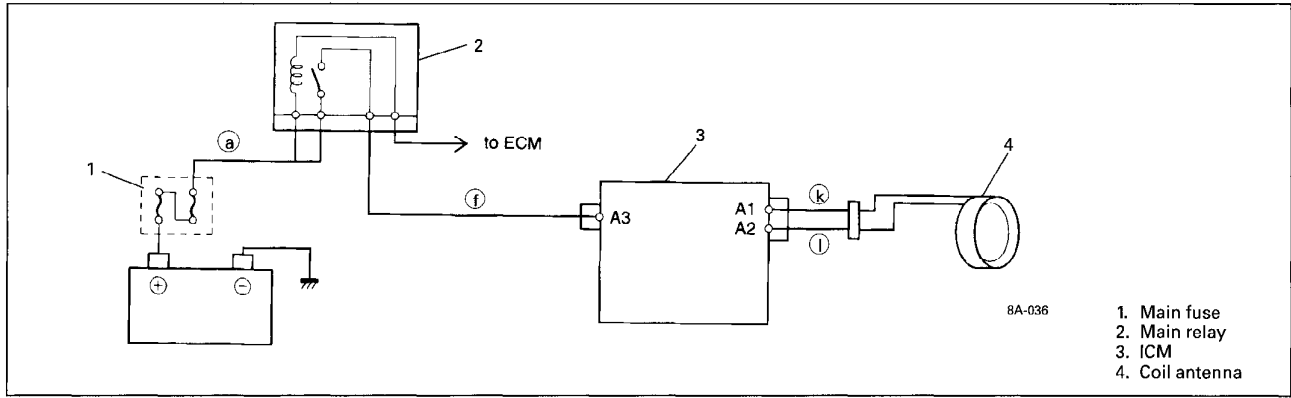 2
ⓐ
to ECM
1
3
4
ⓕ
A3
A1
A2
ⓚ
ⓛ
⊕
⊖
8A-036
1. Main fuse
2. Main relay
3. ICM
4. Coil antenna